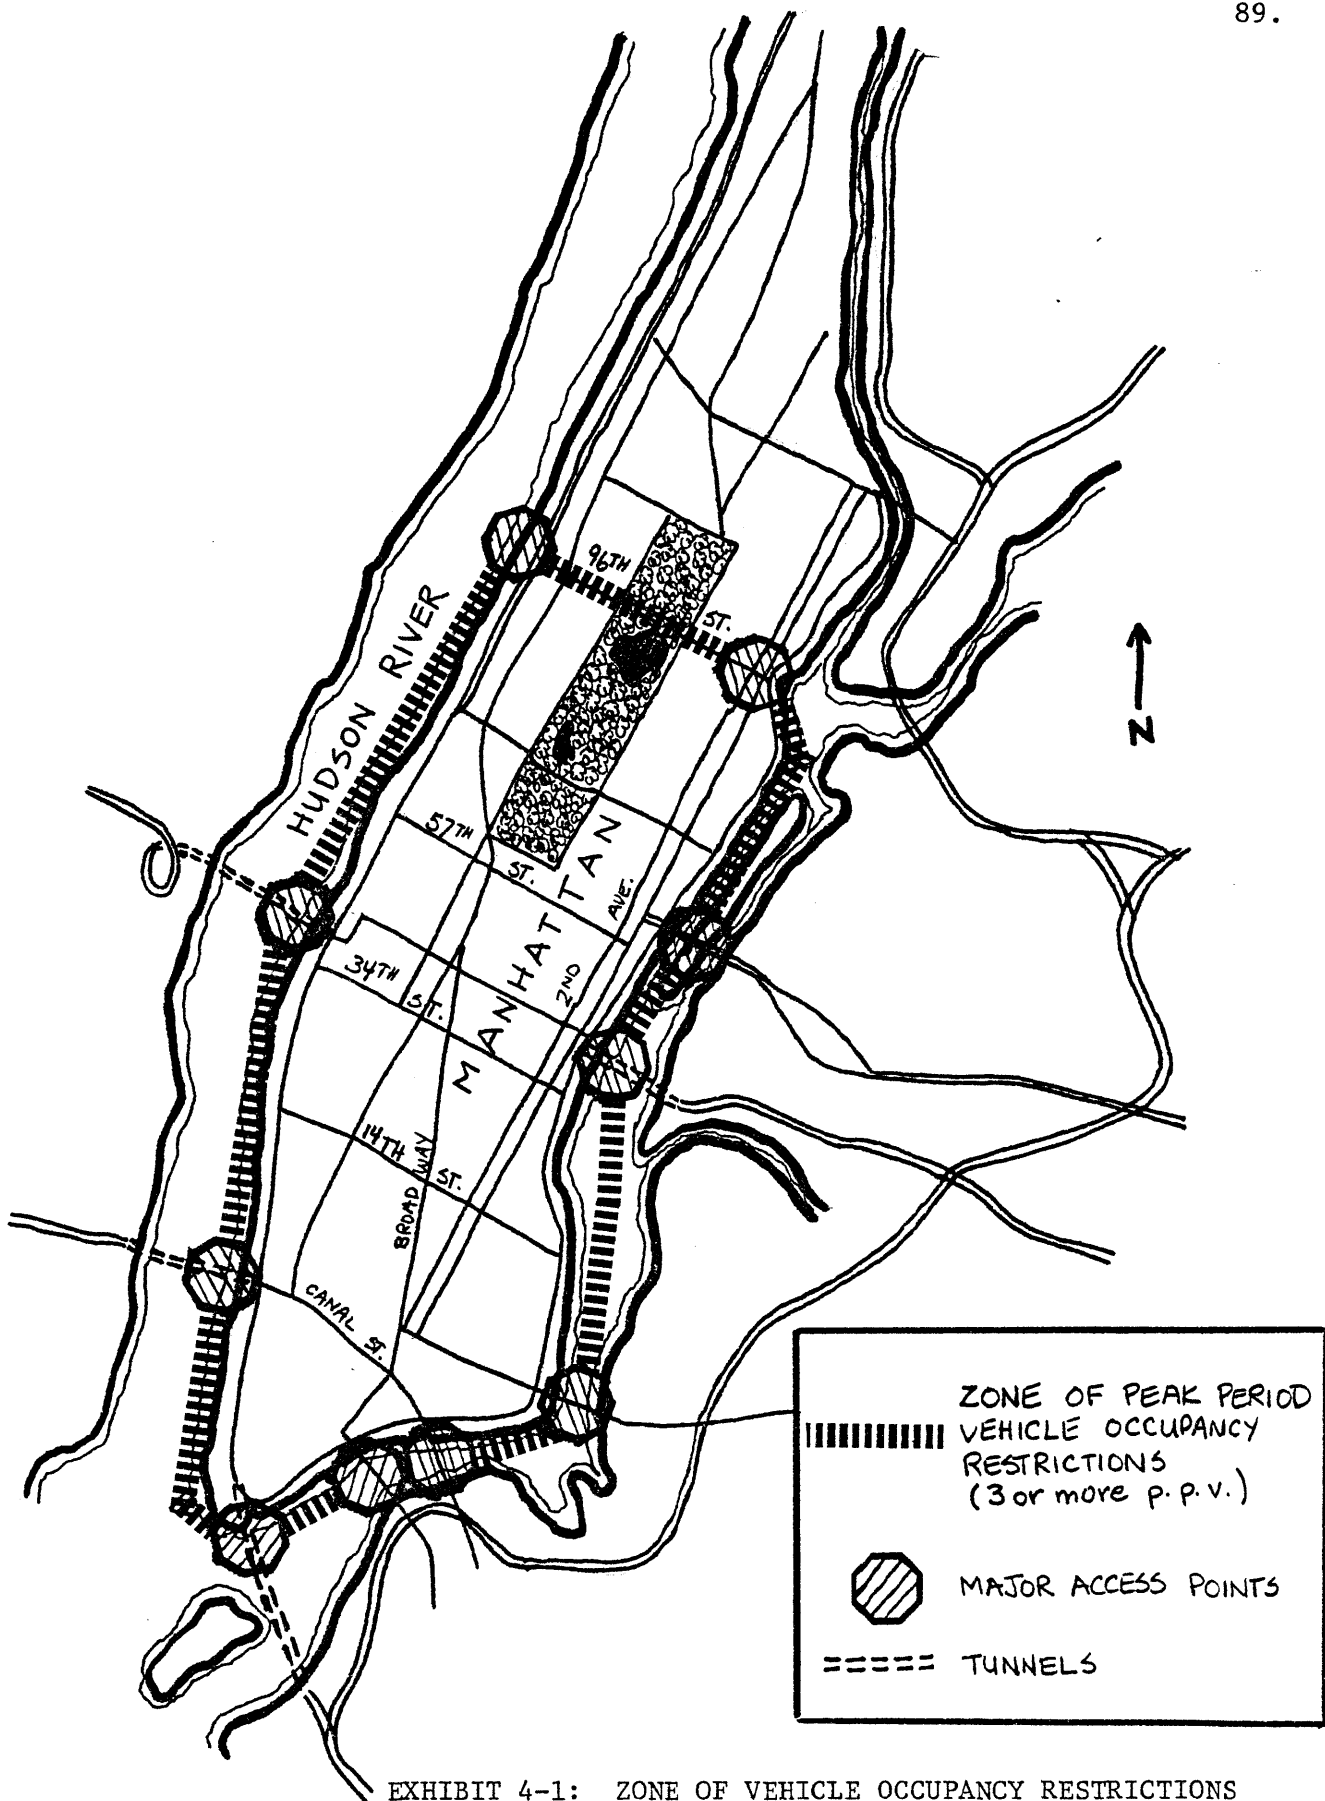 89.
96TH
ST.
HUDSON RIVER
N
57TH
ST.
MANHATTAN
2ND
AVE.
34TH
ST.
14TH
ST.
BROADWAY
CANAL
ST.
ZONE OF PEAK PERIOD
VEHICLE OCCUPANCY
RESTRICTIONS
(3 or more p.p.v.)
MAJOR ACCESS POINTS
TUNNELS
EXHIBIT 4-1: ZONE OF VEHICLE OCCUPANCY RESTRICTIONS